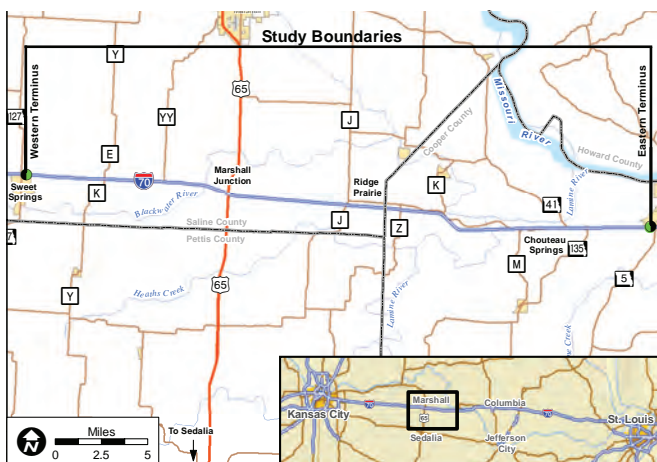 Study Boundaries
Western Terminus
Eastern Terminus
Y
127
65
J
YY
E
K
70
Sweet
Springs
Marshall
Junction
Blackwater River
Saline County
Pettis County
Ridge
Prairie
Cooper County
Missouri
River
Howard County
K
Lamine River
41
J
Z
Chouteau
Springs
135
M
5
7
Y
Heaths Creek
65
Lamine River
ne Creek
N
Miles
0 2.5 5
To Sedalia
Kansas City
70
Marshall
65
Columbia
70
St. Louis
Sedalia
Jefferson
City